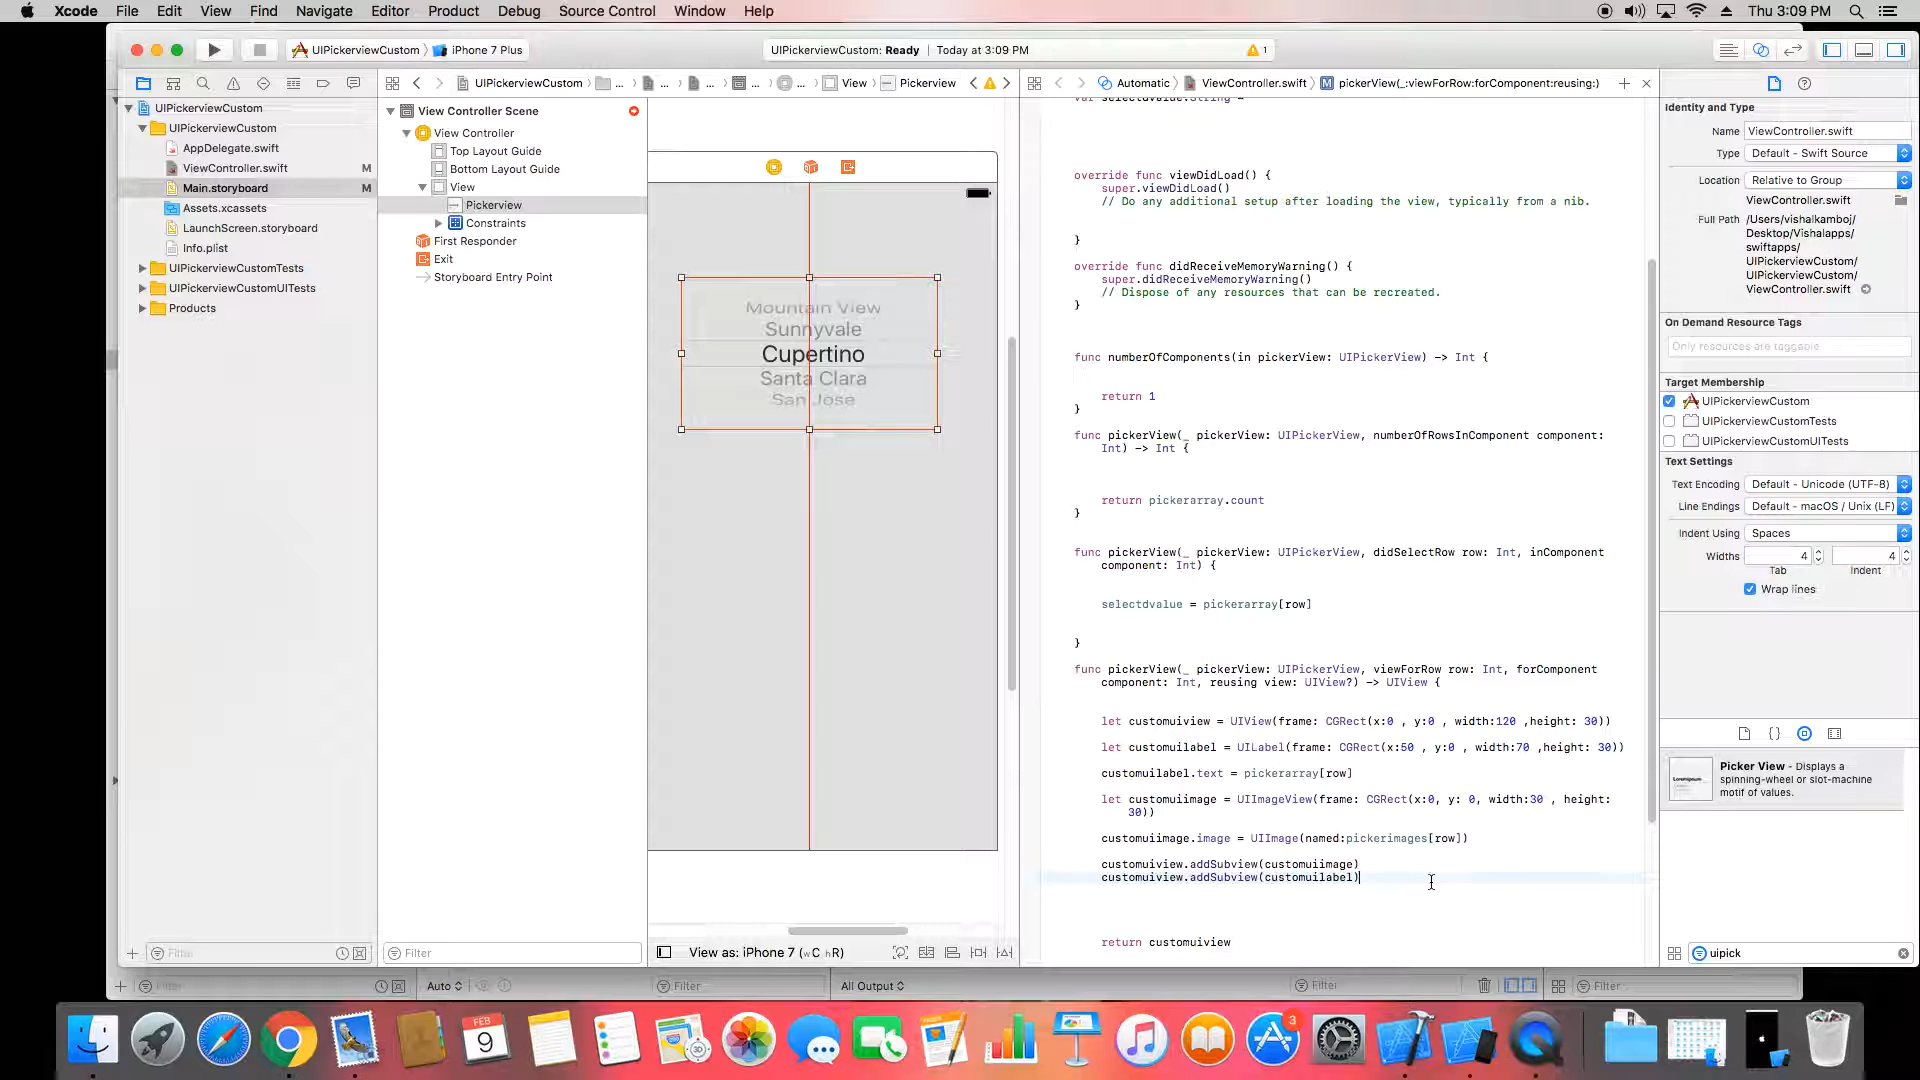 Xcode File Edit View Find Navigate Editor Product Debug Source Control Window Help
Thu 3:09 PM
UIPickerviewCustom iPhone 7 Plus
UIPickerviewCustom: Ready | Today at 3:09 PM
1
UIPickerviewCustom ... ... ... ... ... View Pickerview
Automatic ViewController.swift pickerView(_:viewForRow:forComponent:reusing:)
UIPickerviewCustom
UIPickerviewCustom
AppDelegate.swift
ViewController.swift M
Main.storyboard M
Assets.xcassets
LaunchScreen.storyboard
Info.plist
UIPickerviewCustomTests
UIPickerviewCustomUITests
Products
Filter
View Controller Scene
View Controller
Top Layout Guide
Bottom Layout Guide
View
Pickerview
Constraints
First Responder
Exit
Storyboard Entry Point
Filter
Mountain View
Sunnyvale
Cupertino
Santa Clara
San Jose
View as: iPhone 7 (wC hR)
var selectdvalue:String =
override func viewDidLoad() {
super.viewDidLoad()
// Do any additional setup after loading the view, typically from a nib.
}
override func didReceiveMemoryWarning() {
super.didReceiveMemoryWarning()
// Dispose of any resources that can be recreated.
}
func numberOfComponents(in pickerView: UIPickerView) -> Int {
return 1
}
func pickerView(_ pickerView: UIPickerView, numberOfRowsInComponent component:
Int) -> Int {
return pickerarray.count
}
func pickerView(_ pickerView: UIPickerView, didSelectRow row: Int, inComponent
component: Int) {
selectdvalue = pickerarray[row]
}
func pickerView(_ pickerView: UIPickerView, viewForRow row: Int, forComponent
component: Int, reusing view: UIView?) -> UIView {
let customuiview = UIView(frame: CGRect(x:0 , y:0 , width:120 ,height: 30))
let customuilabel = UILabel(frame: CGRect(x:50 , y:0 , width:70 ,height: 30))
customuilabel.text = pickerarray[row]
let customuiimage = UIImageView(frame: CGRect(x:0, y: 0, width:30 , height:
30))
customuiimage.image = UIImage(named:pickerimages[row])
customuiview.addSubview(customuiimage)
customuiview.addSubview(customuilabel)
return customuiview
Identity and Type
Name ViewController.swift
Type Default - Swift Source
Location Relative to Group
ViewController.swift
Full Path /Users/vishalkamboj/
Desktop/Vishalapps/
swiftapps/
UIPickerviewCustom/
UIPickerviewCustom/
ViewController.swift
On Demand Resource Tags
Only resources are taggable
Target Membership
UIPickerviewCustom
UIPickerviewCustomTests
UIPickerviewCustomUITests
Text Settings
Text Encoding Default - Unicode (UTF-8)
Line Endings Default - macOS / Unix (LF)
Indent Using Spaces
Widths 4 4
Tab Indent
Wrap lines
Picker View - Displays a
spinning-wheel or slot-machine
motif of values.
uipick
Filter Auto Filter All Output Filter Filter
FEB
9
3